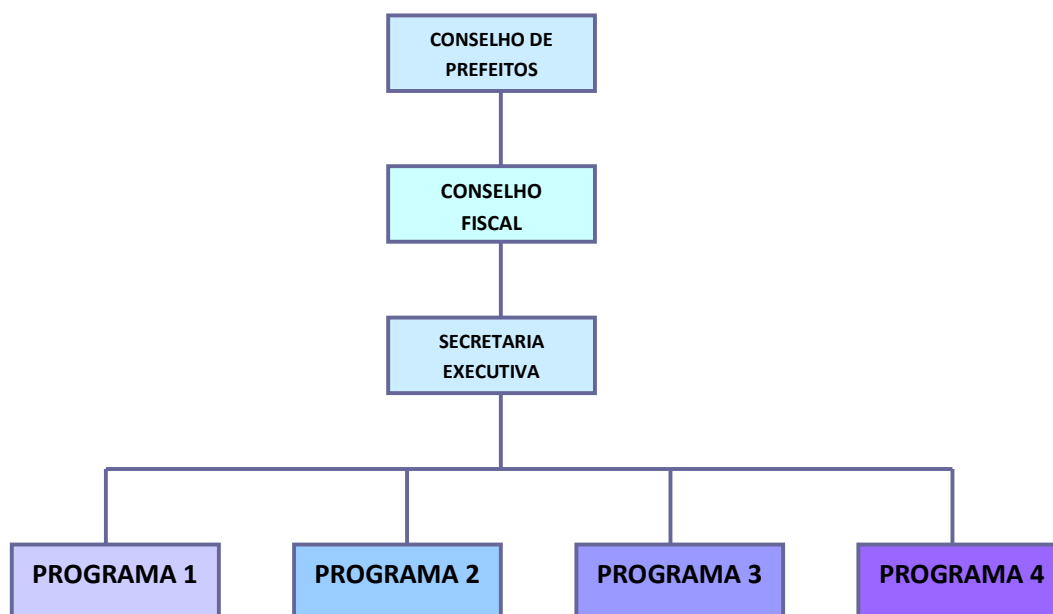 CONSELHO DE
PREFEITOS
CONSELHO
FISCAL
SECRETARIA
EXECUTIVA
PROGRAMA 1
PROGRAMA 2
PROGRAMA 3
PROGRAMA 4